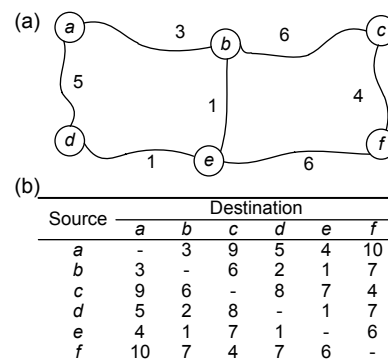 (a)
a 3 b 6 c
5 1 4
d 1 e 6 f
(b)
Destination
Source a b c d e f
a - 3 9 5 4 10
b 3 - 6 2 1 7
c 9 6 - 8 7 4
d 5 2 8 - 1 7
e 4 1 7 1 - 6
f 10 7 4 7 6 -